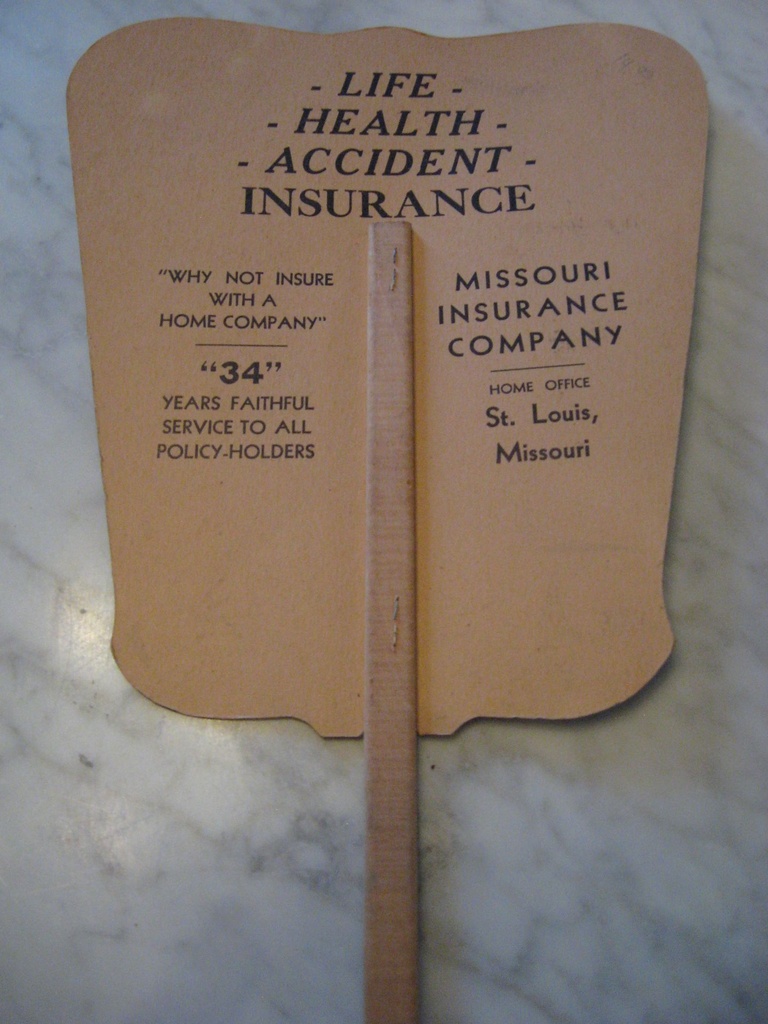 - LIFE -
- HEALTH -
- ACCIDENT -
INSURANCE
"WHY NOT INSURE
WITH A
HOME COMPANY"
"34"
YEARS FAITHFUL
SERVICE TO ALL
POLICY-HOLDERS
MISSOURI
INSURANCE
COMPANY
HOME OFFICE
St. Louis,
Missouri